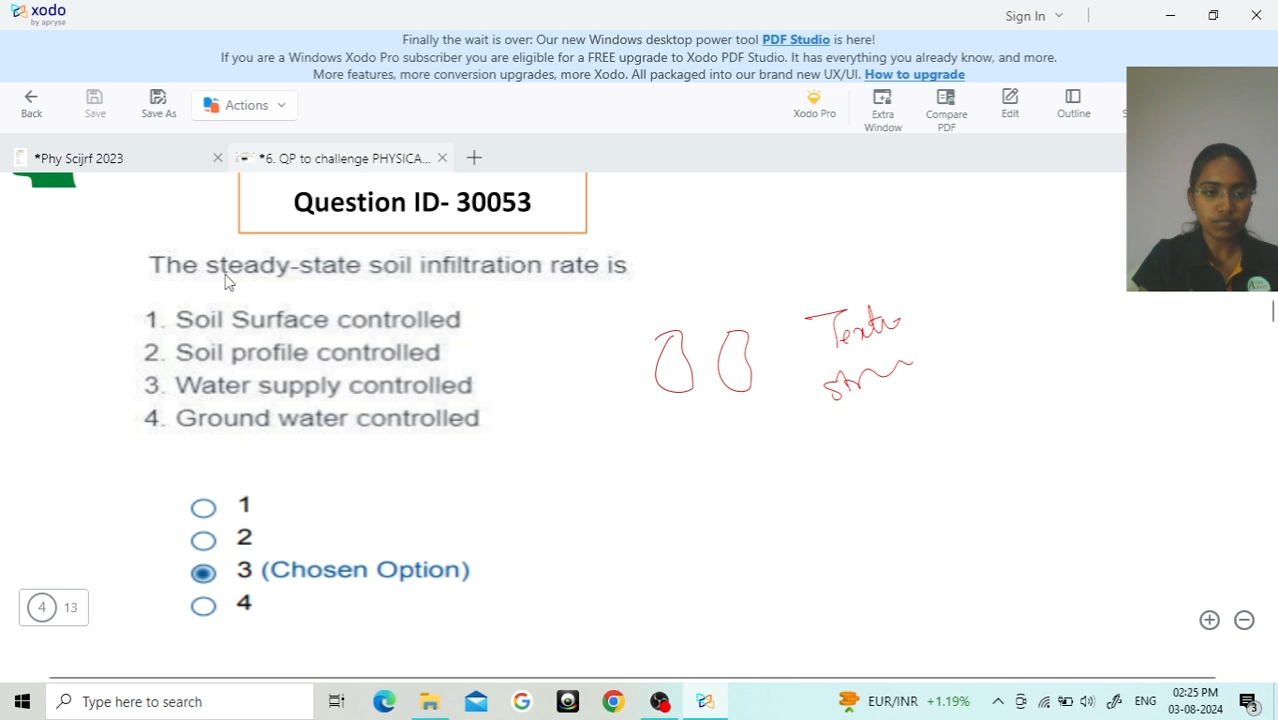 xodo
by apryse
Sign In
Finally the wait is over: Our new Windows desktop power tool PDF Studio is here!
If you are a Windows Xodo Pro subscriber you are eligible for a FREE upgrade to Xodo PDF Studio. It has everything you already know, and more.
More features, more conversion upgrades, more Xodo. All packaged into our brand new UX/UI. How to upgrade
Back
Save
Save As
Actions
Xodo Pro
Extra Window
Compare PDF
Edit
Outline
*Phy Scijrf 2023
*6. QP to challenge PHYSICA...
Question ID- 30053
The steady-state soil infiltration rate is
1. Soil Surface controlled
2. Soil profile controlled
3. Water supply controlled
4. Ground water controlled
1
2
3 (Chosen Option)
4
4 13
Type here to search
EUR/INR +1.19%
ENG
02:25 PM
03-08-2024
3